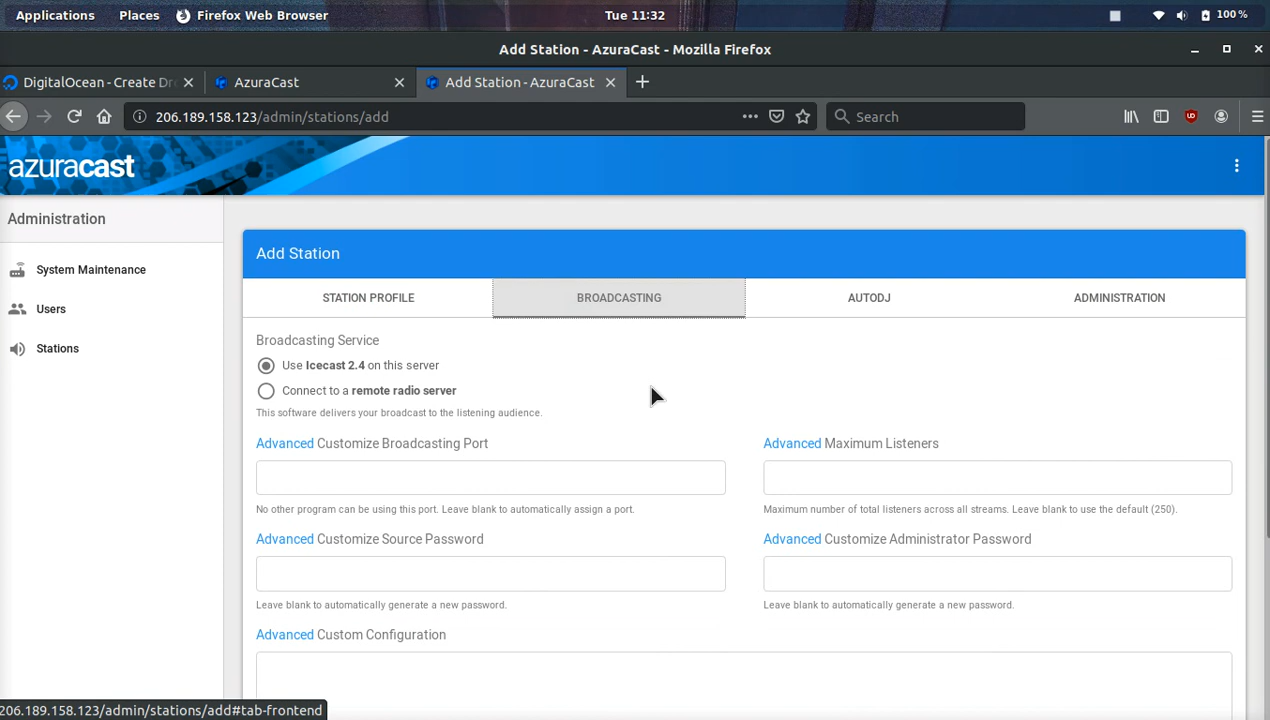 Applications Places Firefox Web Browser Tue 11:32 100%
Add Station - AzuraCast - Mozilla Firefox
DigitalOcean - Create Dr AzuraCast Add Station - AzuraCast
206.189.158.123/admin/stations/add Search
azuracast
Administration
System Maintenance
Users
Stations
Add Station
STATION PROFILE BROADCASTING AUTODJ ADMINISTRATION
Broadcasting Service
Use Icecast 2.4 on this server
Connect to a remote radio server
This software delivers your broadcast to the listening audience.
Advanced Customize Broadcasting Port Advanced Maximum Listeners
No other program can be using this port. Leave blank to automatically assign a port. Maximum number of total listeners across all streams. Leave blank to use the default (250).
Advanced Customize Source Password Advanced Customize Administrator Password
Leave blank to automatically generate a new password. Leave blank to automatically generate a new password.
Advanced Custom Configuration
206.189.158.123/admin/stations/add#tab-frontend